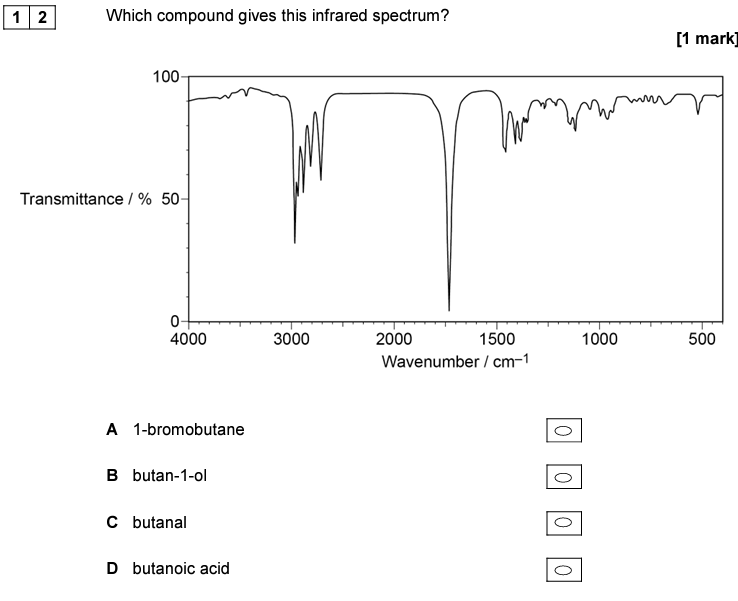 1 2 Which compound gives this infrared spectrum?
[1 mark]
100
Transmittance / % 50
0
4000 3000 2000 1500 1000 500
Wavenumber / cm–1
A 1-bromobutane
B butan-1-ol
C butanal
D butanoic acid